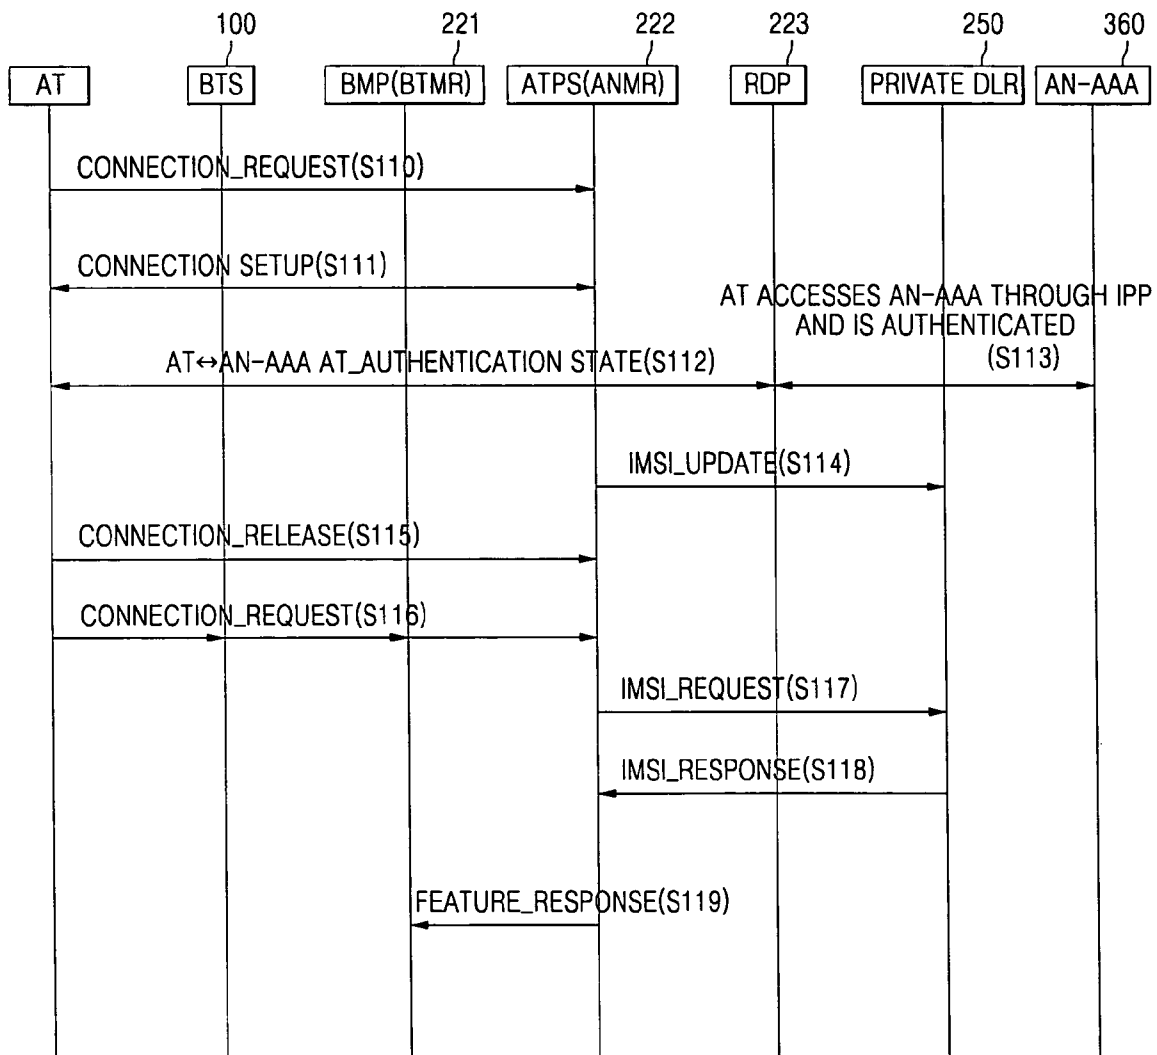 100 221 222 223 250 360
AT BTS BMP(BTMR) ATPS(ANMR) RDP PRIVATE DLR AN-AAA
CONNECTION_REQUEST(S110)
CONNECTION SETUP(S111)
AT ACCESSES AN-AAA THROUGH IPP
AND IS AUTHENTICATED
(S113)
AT↔AN-AAA AT_AUTHENTICATION STATE(S112)
IMSI_UPDATE(S114)
CONNECTION_RELEASE(S115)
CONNECTION_REQUEST(S116)
IMSI_REQUEST(S117)
IMSI_RESPONSE(S118)
FEATURE_RESPONSE(S119)